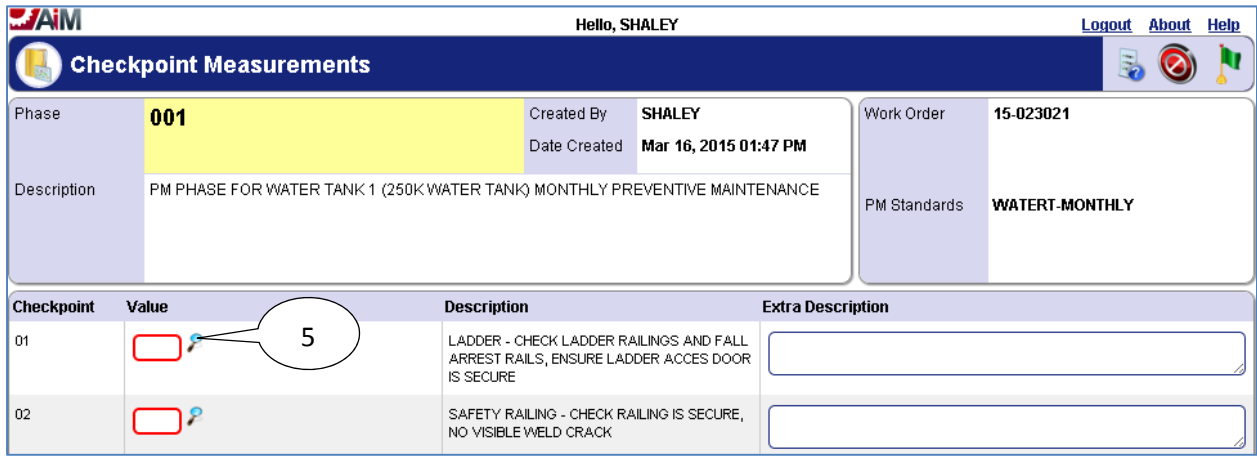 AiM Hello, SHALEY Logout About Help
Checkpoint Measurements
Phase 001 Created By SHALEY Work Order 15-023021
Date Created Mar 16, 2015 01:47 PM
Description PM PHASE FOR WATER TANK 1 (250K WATER TANK) MONTHLY PREVENTIVE MAINTENANCE
PM Standards WATERT-MONTHLY
Checkpoint Value Description Extra Description
01 5 LADDER - CHECK LADDER RAILINGS AND FALL
ARREST RAILS, ENSURE LADDER ACCES DOOR
IS SECURE
02 SAFETY RAILING - CHECK RAILING IS SECURE,
NO VISIBLE WELD CRACK